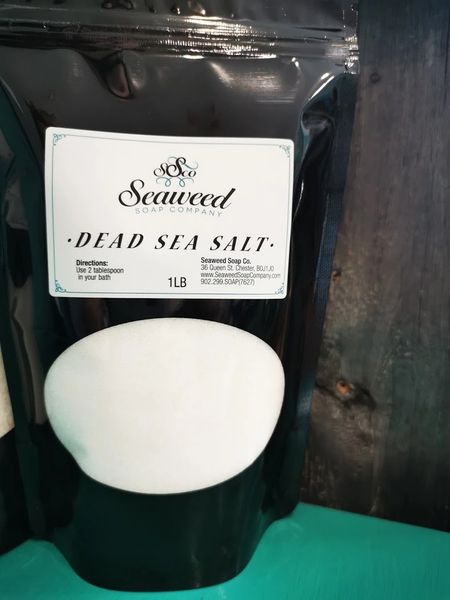 SSCo
Seaweed
SOAP COMPANY
·DEAD SEA SALT·
Directions:
Use 2 tablespoon
in your bath
1LB
Seaweed Soap Co.
36 Queen St. Chester, B0J1J0
www.SeaweedSoapCompany.com
902.299.SOAP(7627)